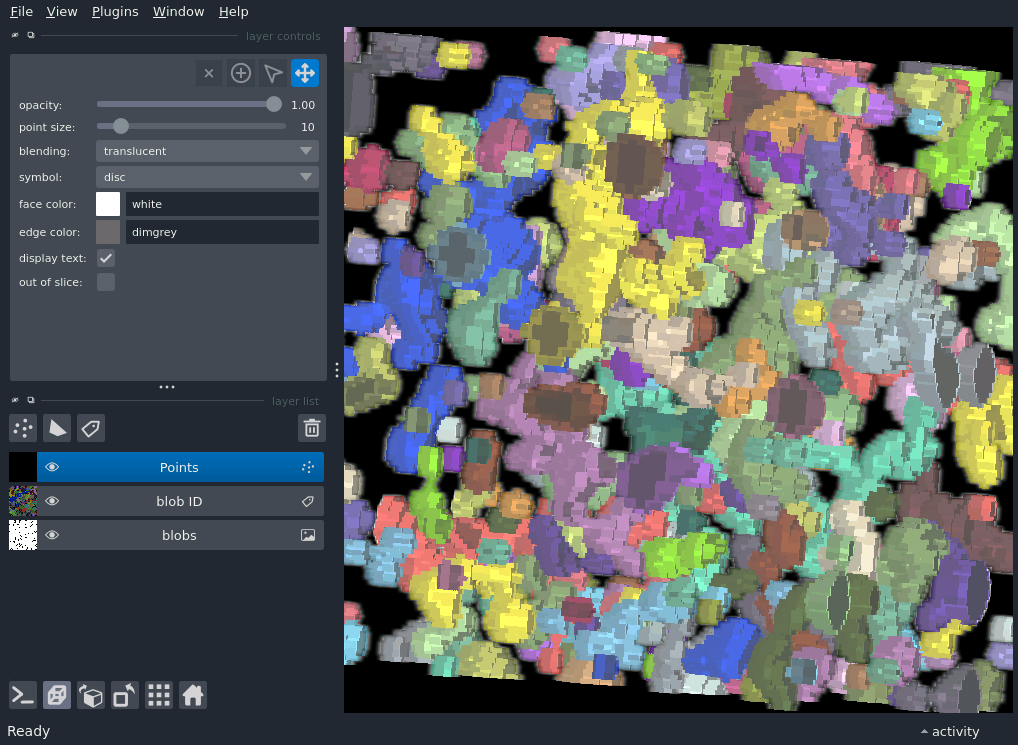 File View Plugins Window Help
layer controls
opacity: 1.00
point size: 10
blending: translucent
symbol: disc
face color: white
edge color: dimgrey
display text:
out of slice:
layer list
Points
blob ID
blobs
Ready
activity